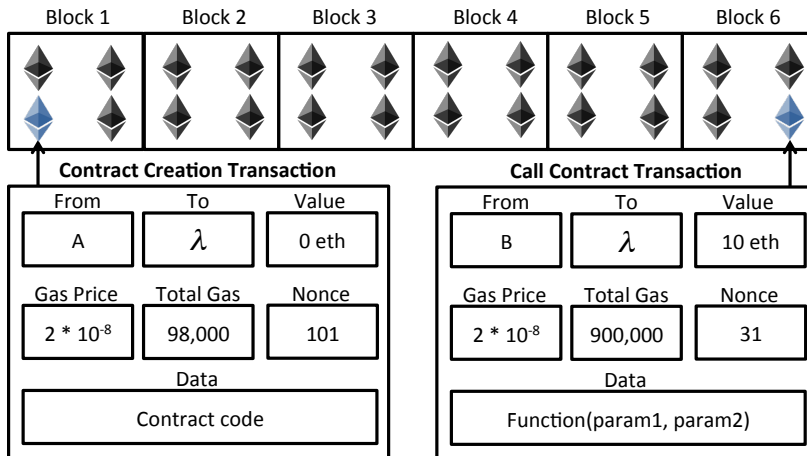 Block 1 Block 2 Block 3 Block 4 Block 5 Block 6
Contract Creation Transaction
From To Value
A λ 0 eth
Gas Price Total Gas Nonce
2 * 10⁻⁸ 98,000 101
Data
Contract code
Call Contract Transaction
From To Value
B λ 10 eth
Gas Price Total Gas Nonce
2 * 10⁻⁸ 900,000 31
Data
Function(param1, param2)